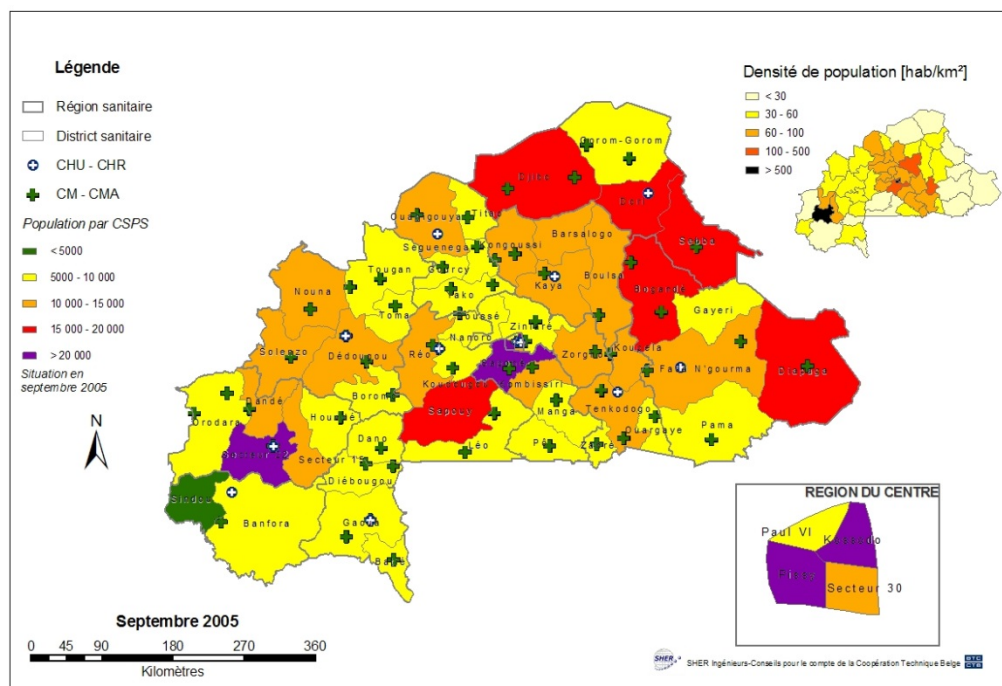 Légende
Région sanitaire
District sanitaire
CHU - CHR
CM - CMA
Population par CSPS
<5000
5000 - 10 000
10 000 - 15 000
15 000 - 20 000
>20 000
Situation en
septembre 2005
Densité de population [hab/km²]
< 30
30 - 60
60 - 100
100 - 500
> 500
Gorom-Gorom
Djibo
Dori
Ouahigouya
Titao
Sebba
Séguenega
Kongoussi
Barsalogo
Tougan
Gourcy
Kaya
Boulsa
Bogandé
Nouna
Yako
Gayeri
Toma
Boussé
Ziniaré
Nanoro
Solenzo
Dédougou
Réo
Zorgho
Koupéla
Fada N'gourma
Diapaga
Koudougou
Kombissiri
Boromo
Sapouy
Manga
Tenkodogo
Dandé
Houndé
Ouargaye
Orodara
Pama
Dano
Léo
Pô
Zabré
Secteur 22
Secteur 15
Diébougou
Sindou
Banfora
Gaoua
Batié
N
REGION DU CENTRE
Paul VI
Kossodo
Pissy
Secteur 30
Septembre 2005
0 45 90 180 270 360
Kilomètres
SHER
SHER Ingénieurs-Conseils pour le compte de la Coopération Technique Belge
BTC
CTB